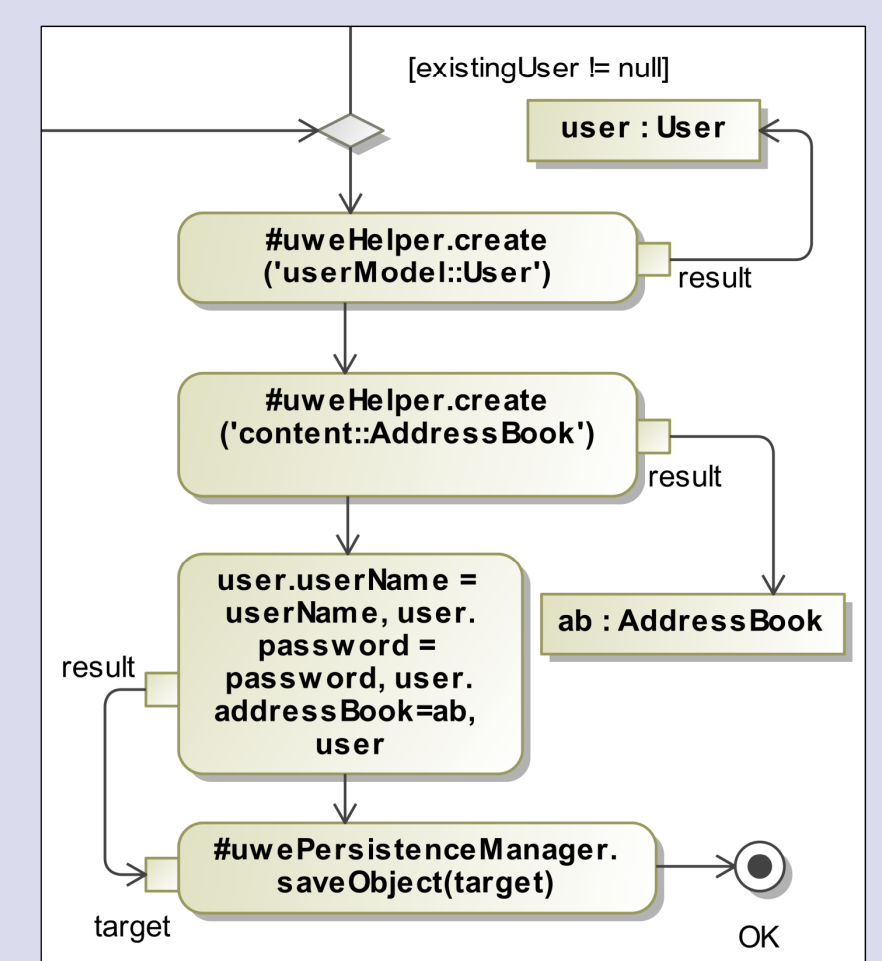 [existingUser != null]
user : User
#uweHelper.create
('userModel::User')
result
#uweHelper.create
('content::AddressBook')
result
user.userName =
userName, user.
password =
password, user.
addressBook=ab,
user
ab : AddressBook
result
#uwePersistenceManager.
saveObject(target)
target
OK